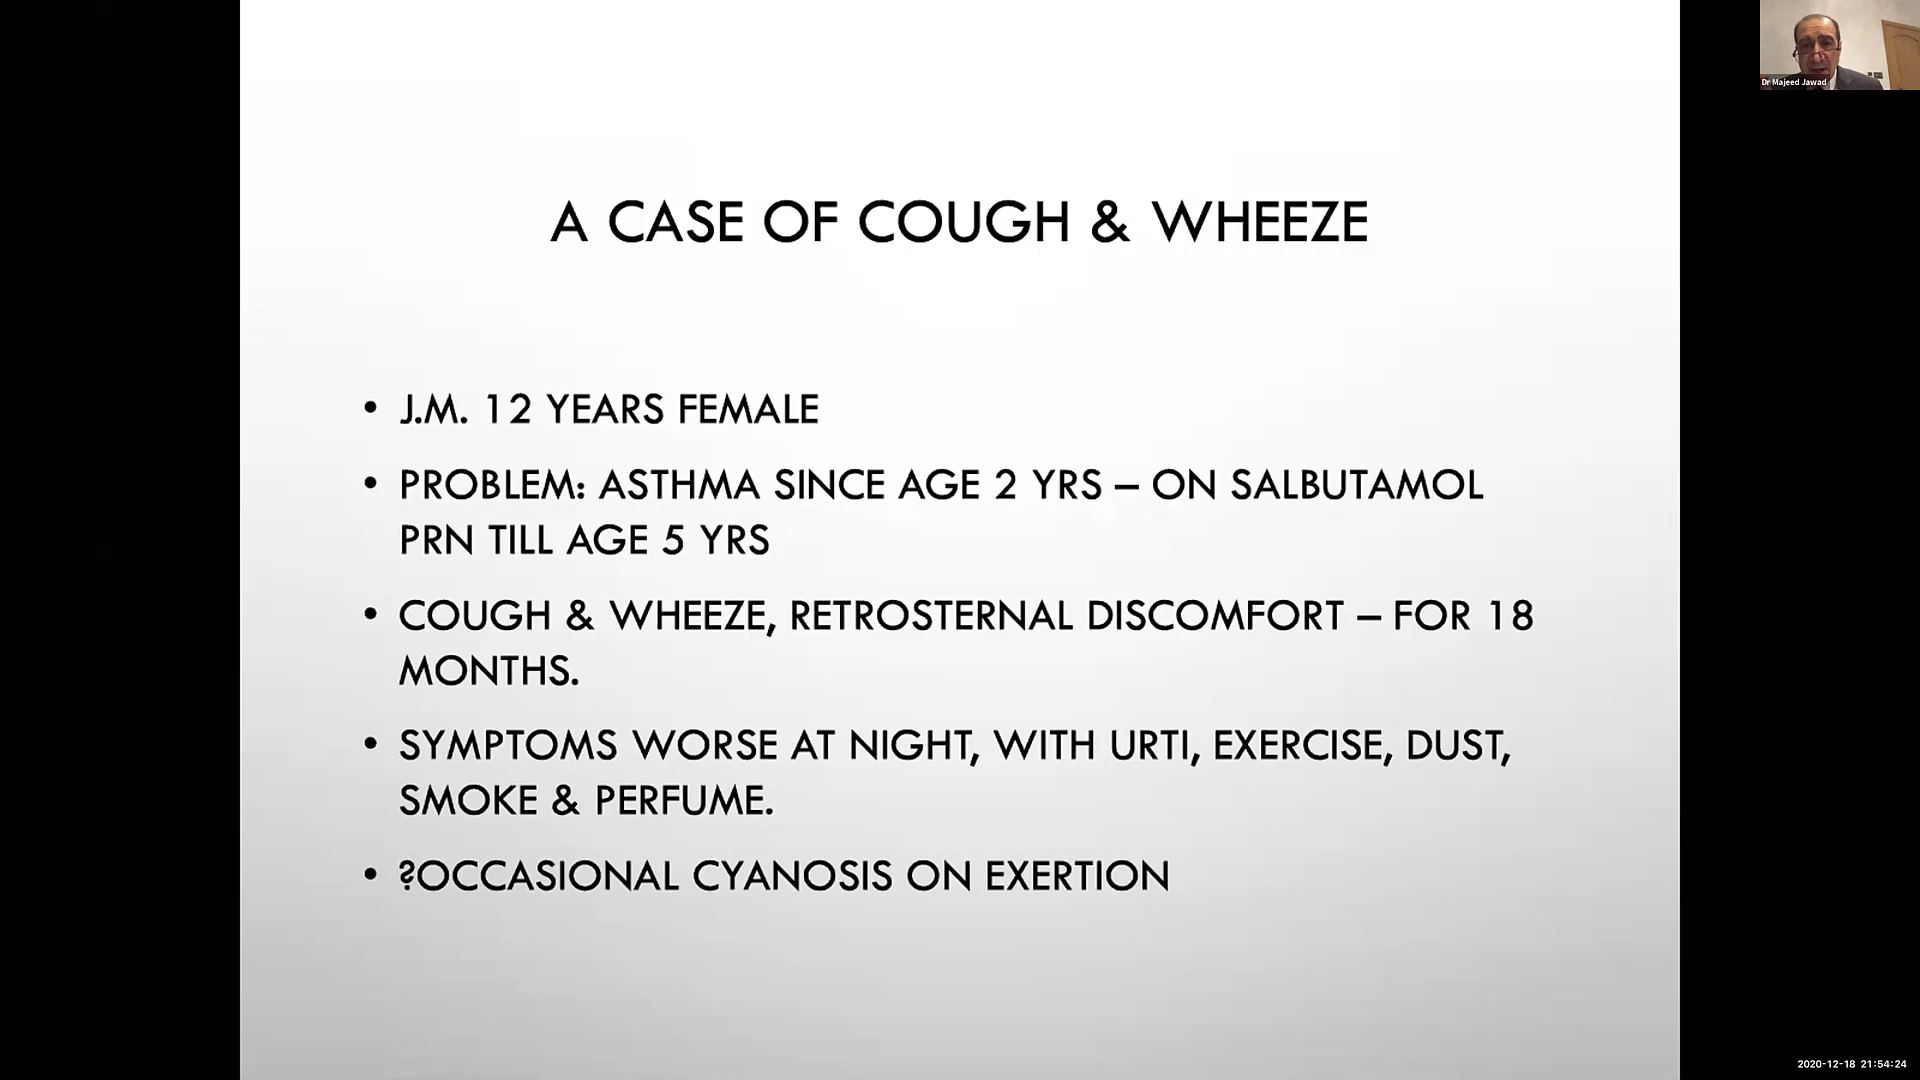 Dr Majeed Jawad
A CASE OF COUGH & WHEEZE
• J.M. 12 YEARS FEMALE
• PROBLEM: ASTHMA SINCE AGE 2 YRS – ON SALBUTAMOL
PRN TILL AGE 5 YRS
• COUGH & WHEEZE, RETROSTERNAL DISCOMFORT – FOR 18
MONTHS.
• SYMPTOMS WORSE AT NIGHT, WITH URTI, EXERCISE, DUST,
SMOKE & PERFUME.
• ?OCCASIONAL CYANOSIS ON EXERTION
2020-12-18 21:54:24